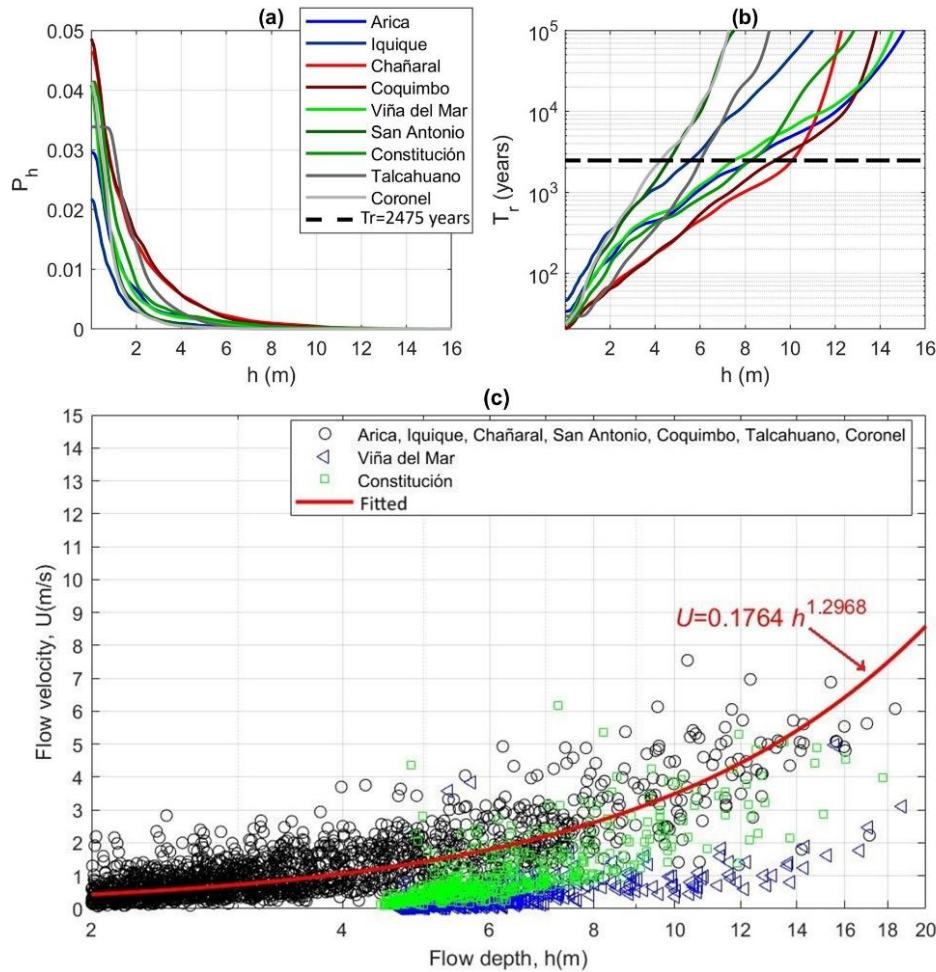 (a)
0.05
0.04
0.03
0.02
0.01
0
P_h
0 2 4 6 8 10 12 14 16
h (m)
Arica
Iquique
Chañaral
Coquimbo
Viña del Mar
San Antonio
Constitución
Talcahuano
Coronel
Tr=2475 years
(b)
10^5
10^4
10^3
10^2
T_r (years)
0 2 4 6 8 10 12 14 16
h (m)
(c)
15
14
13
12
11
10
9
8
7
6
5
4
3
2
1
0
Flow velocity, U(m/s)
Arica, Iquique, Chañaral, San Antonio, Coquimbo, Talcahuano, Coronel
Viña del Mar
Constitución
Fitted
U=0.1764 h^1.2968
2 4 6 8 10 12 14 16 18 20
Flow depth, h(m)